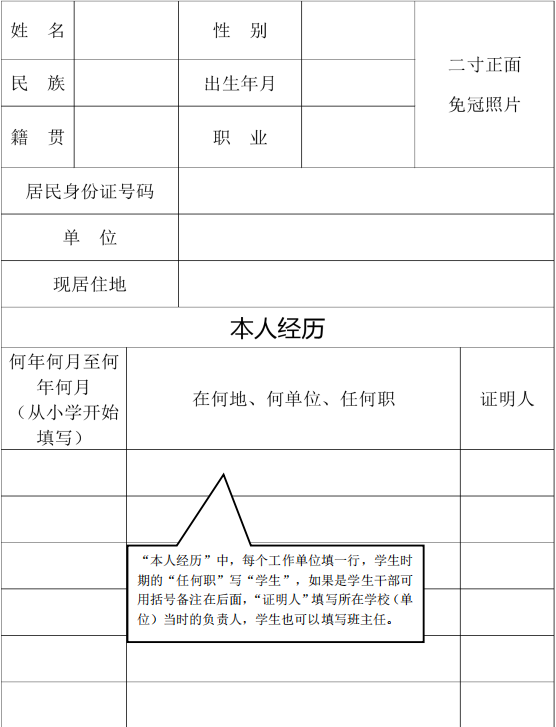 姓 名
性 别
二寸正面
免冠照片
民 族
出生年月
籍 贯
职 业
居民身份证号码
单 位
现居住地
本人经历
何年何月至何
年何月
（从小学开始
填写）
在何地、何单位、任何职
证明人
“本人经历”中，每个工作单位填一行，学生时
期的“任何职”写“学生”，如果是学生干部可
用括号备注在后面，“证明人”填写所在学校（单
位）当时的负责人，学生也可以填写班主任。